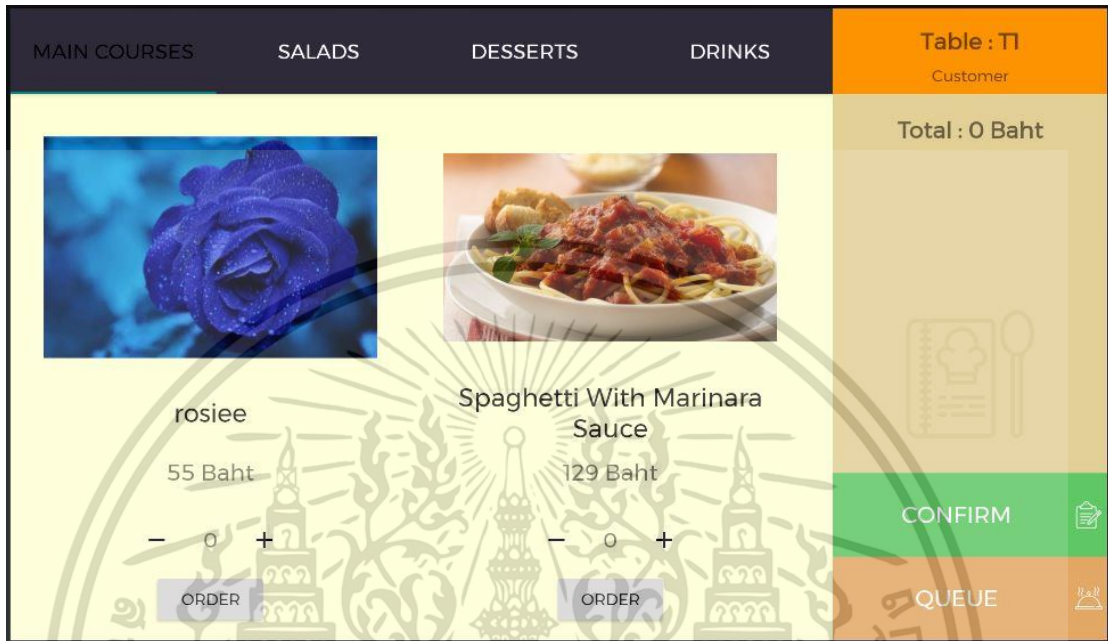 MAIN COURSES
SALADS
DESSERTS
DRINKS
Table : T1
Customer
Total : 0 Baht
rosiee
55 Baht
− 0 +
ORDER
Spaghetti With Marinara
Sauce
129 Baht
− 0 +
ORDER
CONFIRM
QUEUE